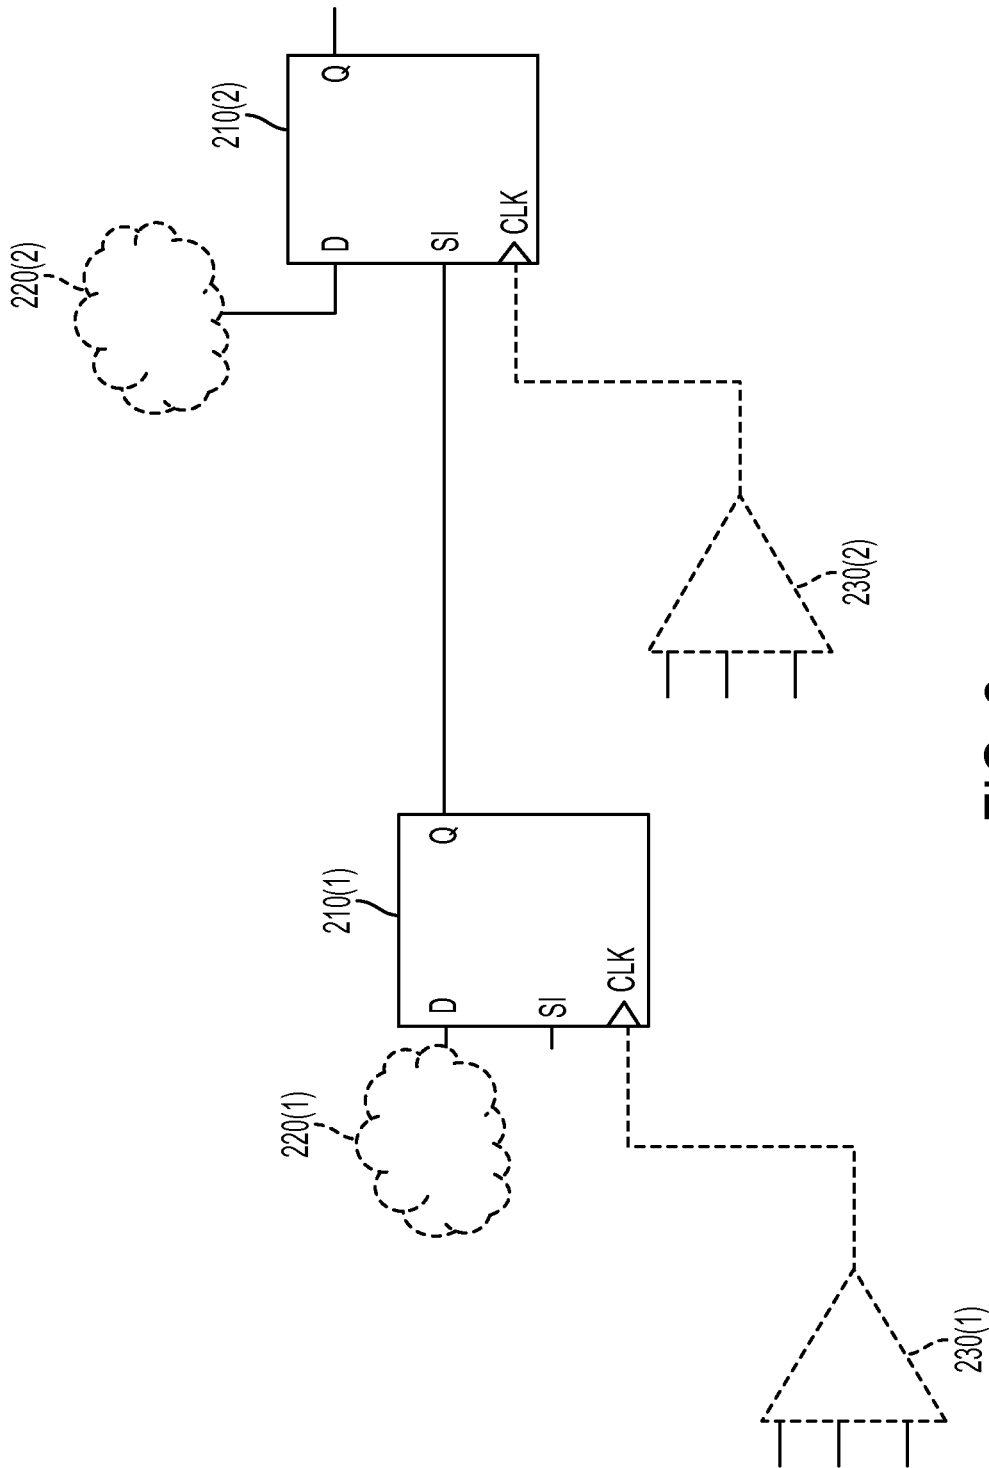 220(2)
210(2)
D
Q
SI
CLK
230(2)
210(1)
D
Q
SI
CLK
220(1)
230(1)